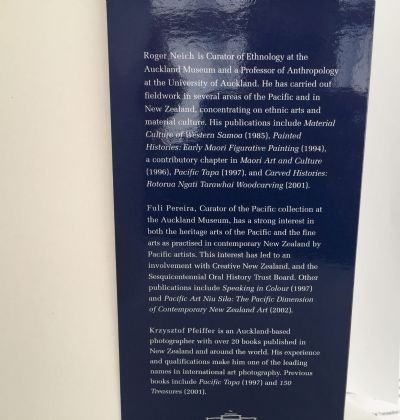 Roger Neich is Curator of Ethnology at the
Auckland Museum and a Professor of Anthropology
at the University of Auckland. He has carried out
fieldwork in several areas of the Pacific and in
New Zealand, concentrating on ethnic arts and
material culture. His publications include Material
Culture of Western Samoa (1985), Painted
Histories: Early Maori Figurative Painting (1994),
a contributory chapter in Maori Art and Culture
(1996), Pacific Tapa (1997), and Carved Histories:
Rotorua Ngati Tarawhai Woodcarving (2001).
Fuli Pereira, Curator of the Pacific collection at
the Auckland Museum, has a strong interest in
both the heritage arts of the Pacific and the fine
arts as practised in contemporary New Zealand by
Pacific artists. This interest has led to an
involvement with Creative New Zealand, and the
Sesquicentennial Oral History Trust Board. Other
publications include Speaking in Colour (1997)
and Pacific Art Niu Sila: The Pacific Dimension
of Contemporary New Zealand Art (2002).
Krzysztof Pfeiffer is an Auckland-based
photographer with over 20 books published in
New Zealand and around the world. His experience
and qualifications make him one of the leading
names in international art photography. Previous
books include Pacific Tapa (1997) and 150
Treasures (2001).